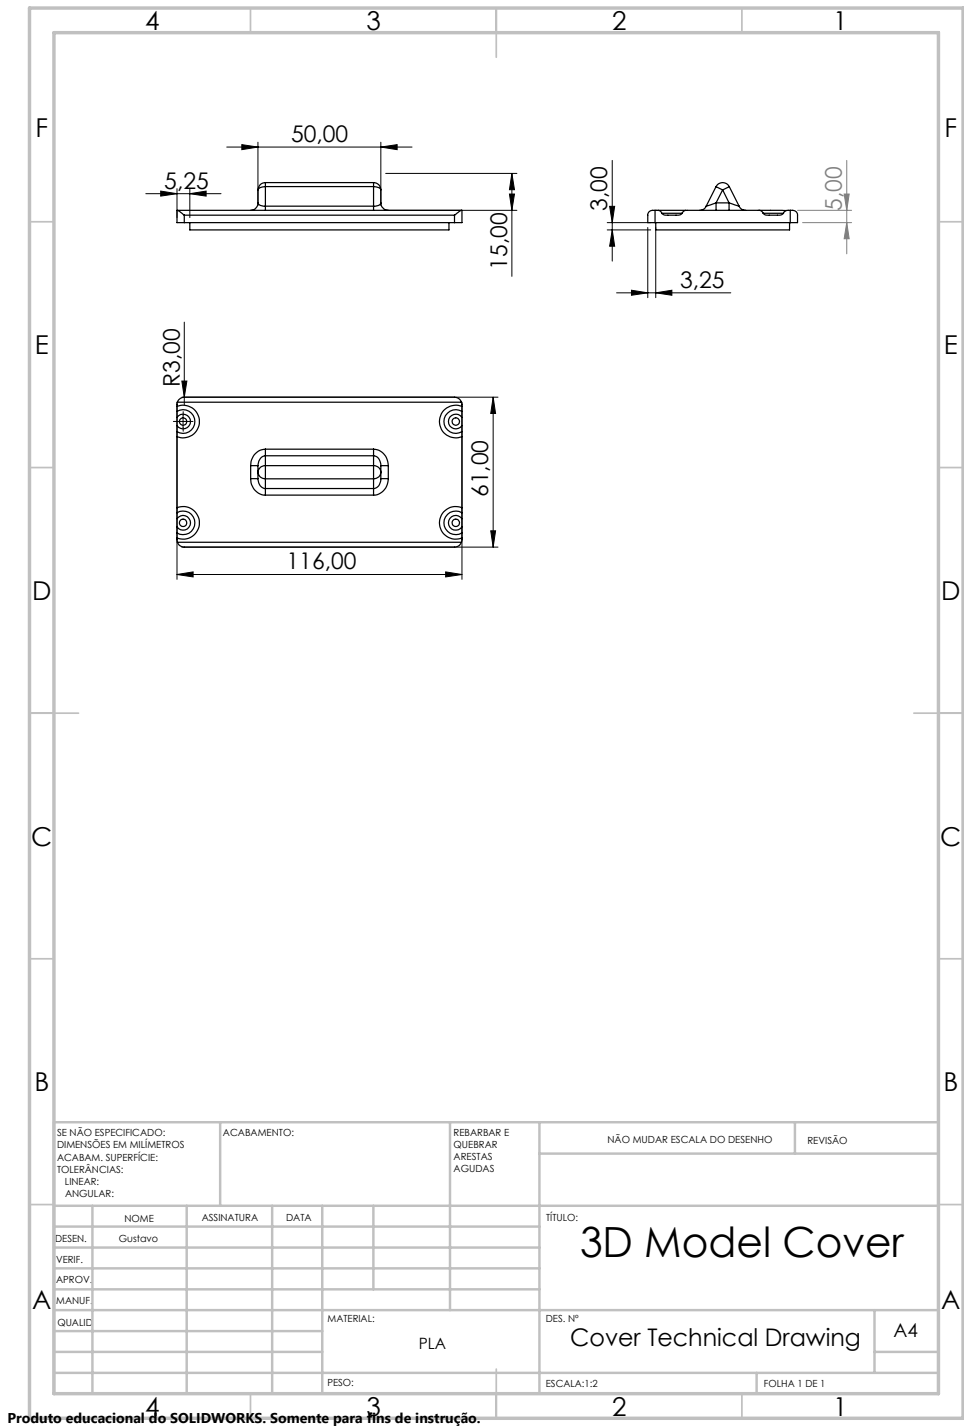 4 3 2 1
F F
50,00
5,25
15,00
3,00
5,00
3,25
E E
R3,00
61,00
116,00
D D
C C
B B
SE NÃO ESPECIFICADO:
DIMENSÕES EM MILÍMETROS
ACABAM. SUPERFÍCIE:
TOLERÂNCIAS:
LINEAR:
ANGULAR:
ACABAMENTO:
REBARBAR E
QUEBRAR
ARESTAS
AGUDAS
NÃO MUDAR ESCALA DO DESENHO
REVISÃO
NOME ASSINATURA DATA
DESEN. Gustavo
VERIF.
APROV.
MANUF.
QUALID
TÍTULO:
3D Model Cover
A A
MATERIAL:
PLA
DES. Nº
Cover Technical Drawing
A4
PESO:
ESCALA:1:2
FOLHA 1 DE 1
4 3 2 1
Produto educacional do SOLIDWORKS. Somente para fins de instrução.